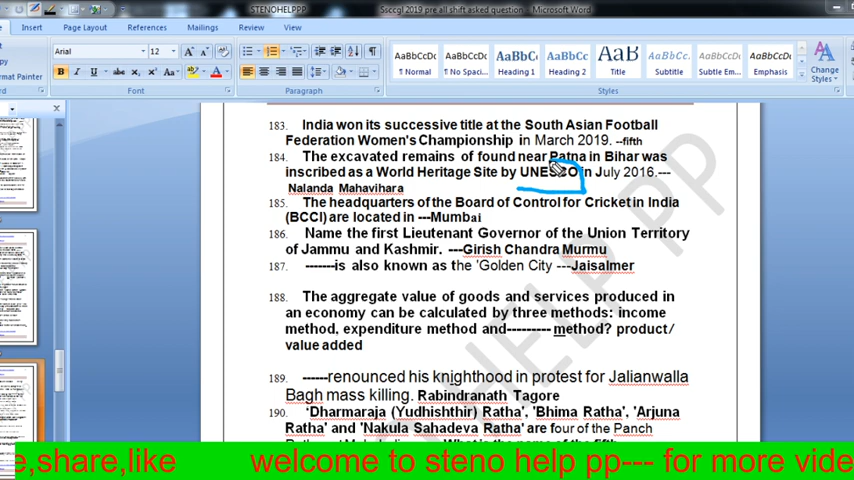 STENOHELPPP
Ssccgl 2019 pre all shift asked question - Microsoft Word
Insert Page Layout References Mailings Review View
Arial 12
Format Painter
Font
Paragraph
AaBbCcDc AaBbCcDc AaBbCc AaBbCc AaB AaBbCc AaBbCcDc AaBbCcDc
¶ Normal ¶ No Spaci... Heading 1 Heading 2 Title Subtitle Subtle Em... Emphasis
Change
Styles
Styles
183. India won its successive title at the South Asian Football
Federation Women's Championship in March 2019. --fifth
184. The excavated remains of found near Patna in Bihar was
inscribed as a World Heritage Site by UNESCO in July 2016.---
Nalanda Mahavihara
185. The headquarters of the Board of Control for Cricket in India
(BCCI) are located in ---Mumbai
186. Name the first Lieutenant Governor of the Union Territory
of Jammu and Kashmir. ---Girish Chandra Murmu
187. -------is also known as the 'Golden City ---Jaisalmer
188. The aggregate value of goods and services produced in
an economy can be calculated by three methods: income
method, expenditure method and--------- method? product/
value added
189. ------renounced his knighthood in protest for Jalianwalla
Bagh mass killing. Rabindranath Tagore
190. 'Dharmaraja (Yudhishthir) Ratha', 'Bhima Ratha', 'Arjuna
Ratha' and 'Nakula Sahadeva Ratha' are four of the Panch
STENO HELP PP
e,share,like welcome to steno help pp--- for more vide